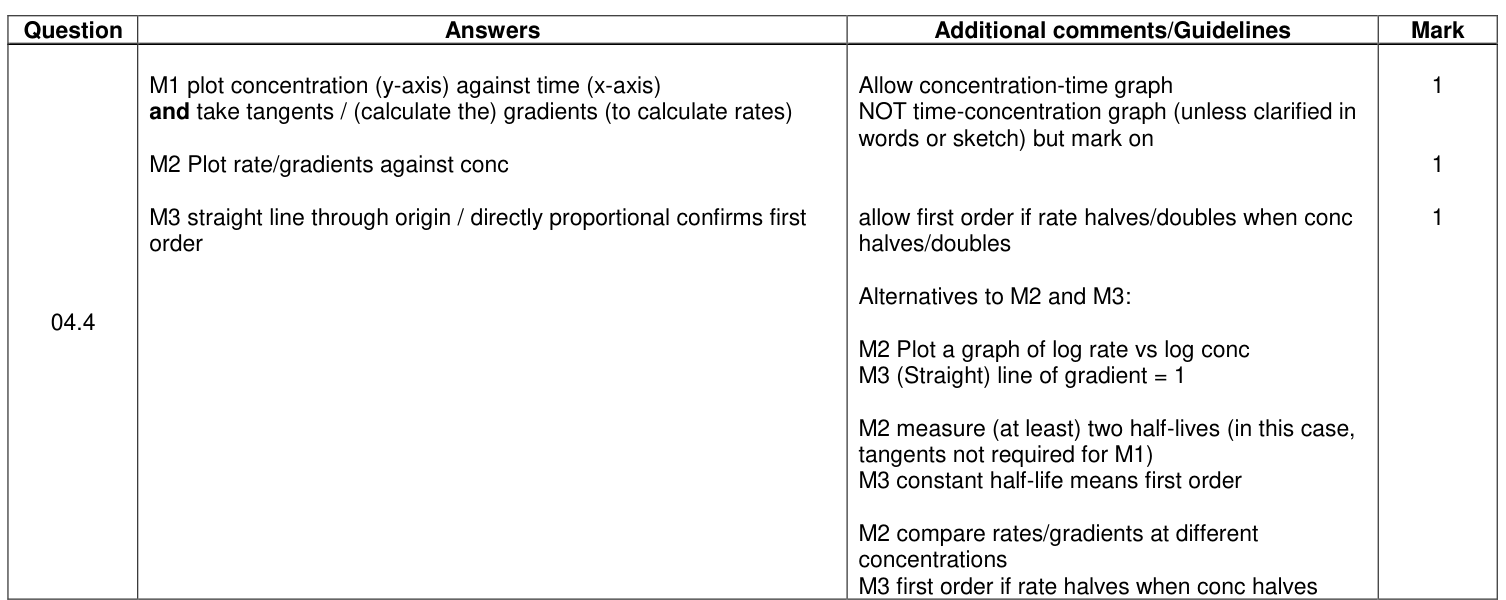 Question Answers Additional comments/Guidelines Mark
M1 plot concentration (y-axis) against time (x-axis)
and take tangents / (calculate the) gradients (to calculate rates)
M2 Plot rate/gradients against conc
M3 straight line through origin / directly proportional confirms first
order
04.4
Allow concentration-time graph
NOT time-concentration graph (unless clarified in
words or sketch) but mark on
allow first order if rate halves/doubles when conc
halves/doubles
Alternatives to M2 and M3:
M2 Plot a graph of log rate vs log conc
M3 (Straight) line of gradient = 1
M2 measure (at least) two half-lives (in this case,
tangents not required for M1)
M3 constant half-life means first order
M2 compare rates/gradients at different
concentrations
M3 first order if rate halves when conc halves
1
1
1